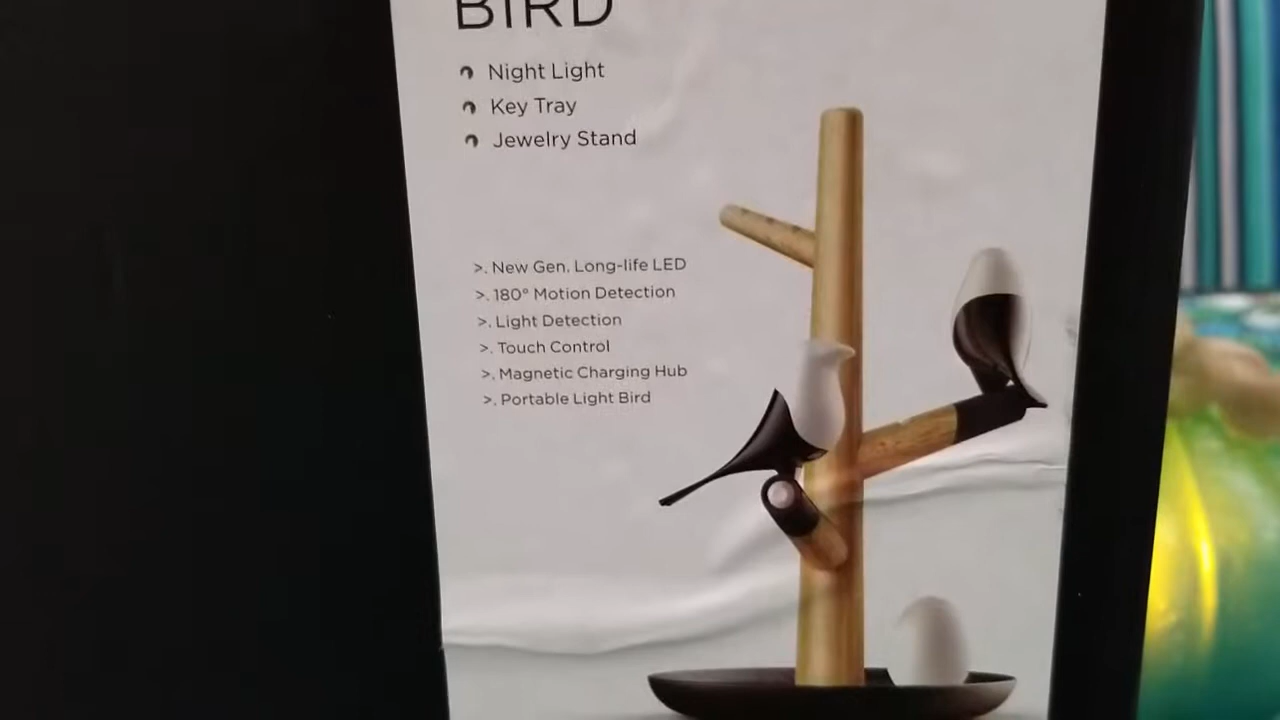 BIRD
Night Light
Key Tray
Jewelry Stand
>. New Gen. Long-life LED
>. 180° Motion Detection
>. Light Detection
>. Touch Control
>. Magnetic Charging Hub
>. Portable Light Bird